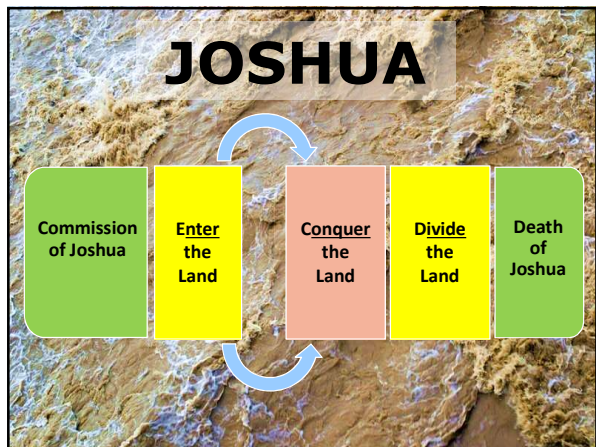 JOSHUA
Commission
of Joshua
Enter
the
Land
Conquer
the
Land
Divide
the
Land
Death
of
Joshua